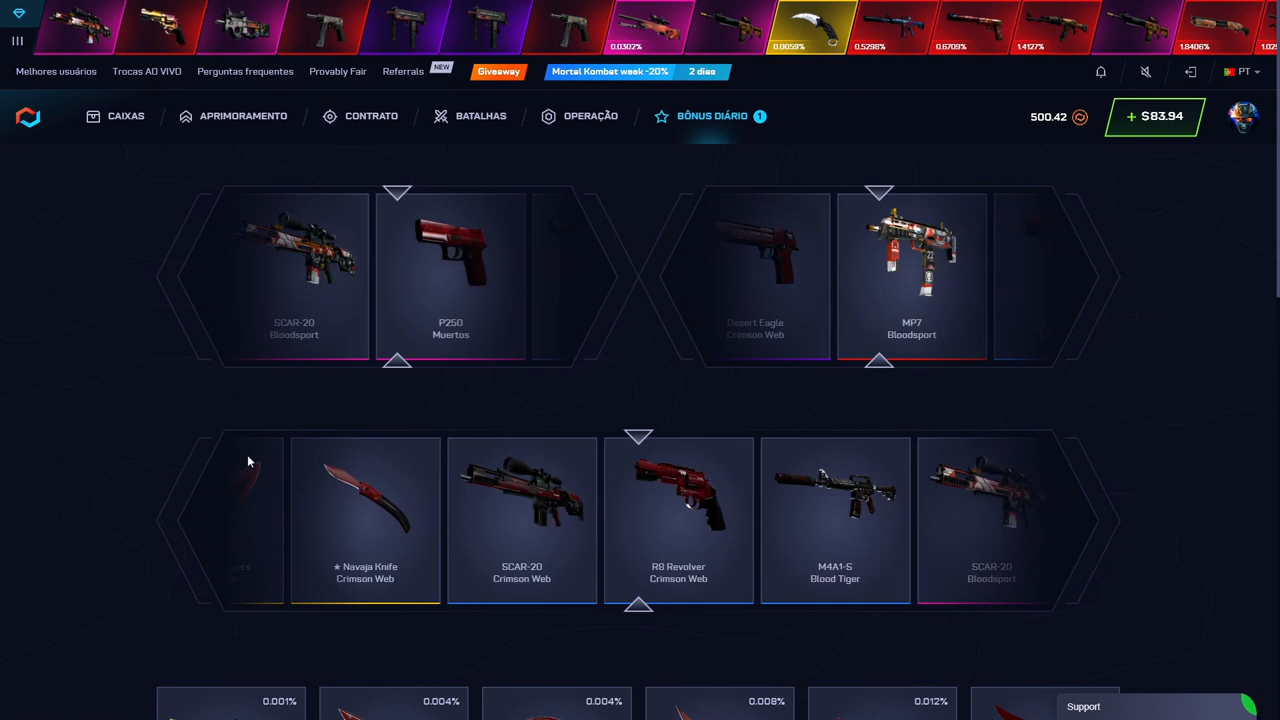 0.0302%
0.0059%
0.5298%
0.6709%
1.4127%
1.8406%
Melhores usuários
Trocas AO VIVO
Perguntas frequentes
Provably Fair
Referrals
NEW
Giveaway
Mortal Kombat week -20%
2 dias
PT
CAIXAS
APRIMORAMENTO
CONTRATO
BATALHAS
OPERAÇÃO
BÔNUS DIÁRIO
1
500.42
+ $83.94
SCAR-20
Bloodsport
P250
Muertos
Desert Eagle
Crimson Web
MP7
Bloodsport
★ Navaja Knife
Crimson Web
SCAR-20
Crimson Web
R8 Revolver
Crimson Web
M4A1-S
Blood Tiger
SCAR-20
Bloodsport
0.001%
0.004%
0.004%
0.008%
0.012%
Support